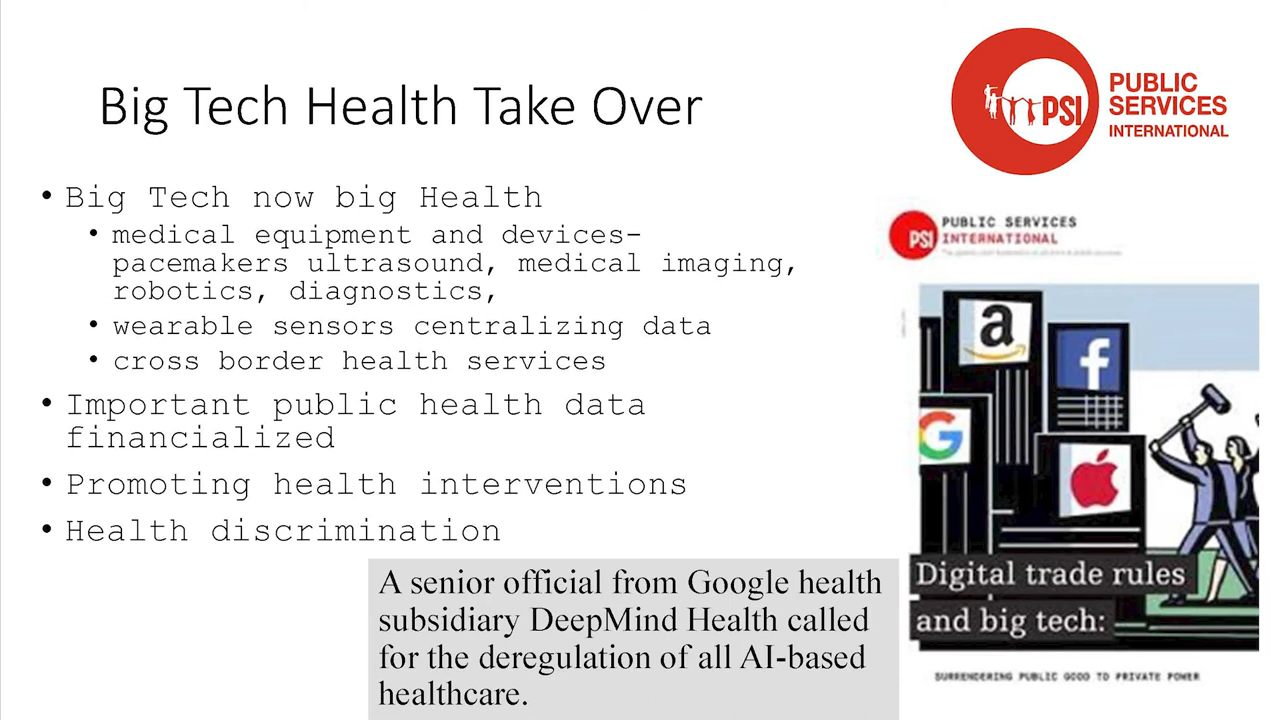 Big Tech Health Take Over
PSI
PUBLIC
SERVICES
INTERNATIONAL
• Big Tech now big Health
• medical equipment and devices-
pacemakers ultrasound, medical imaging,
robotics, diagnostics,
• wearable sensors centralizing data
• cross border health services
• Important public health data
financialized
• Promoting health interventions
• Health discrimination
A senior official from Google health
subsidiary DeepMind Health called
for the deregulation of all AI-based
healthcare.
PSI
PUBLIC SERVICES
INTERNATIONAL
a
f
G
Digital trade rules
and big tech:
SURRENDERING PUBLIC GOOD TO PRIVATE POWER